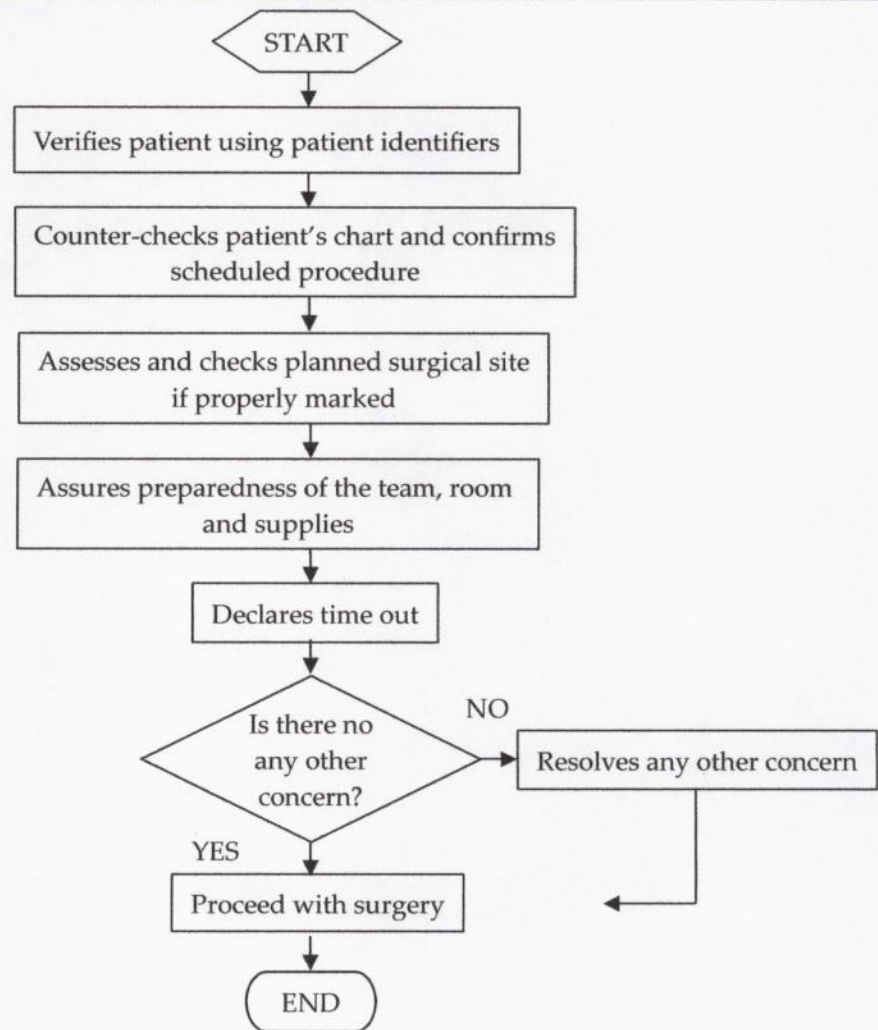 START
Verifies patient using patient identifiers
Counter-checks patient's chart and confirms
scheduled procedure
Assesses and checks planned surgical site
if properly marked
Assures preparedness of the team, room
and supplies
Declares time out
Is there no
any other
concern?
NO
Resolves any other concern
YES
Proceed with surgery
END